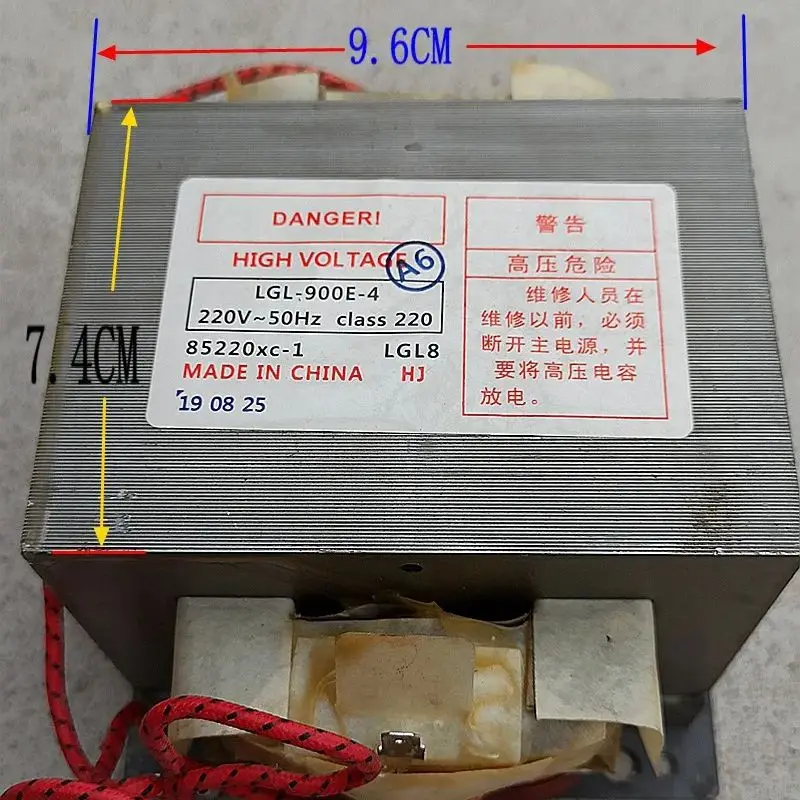 9.6CM
7.4CM
DANGER!
HIGH VOLTAGE
A6
LGL-900E-4
220V~50Hz class 220
85220xc-1 LGL8
MADE IN CHINA HJ
19 08 25
警告
高压危险
维修人员在
维修以前，必须
断开主电源，并
要将高压电容
放电。